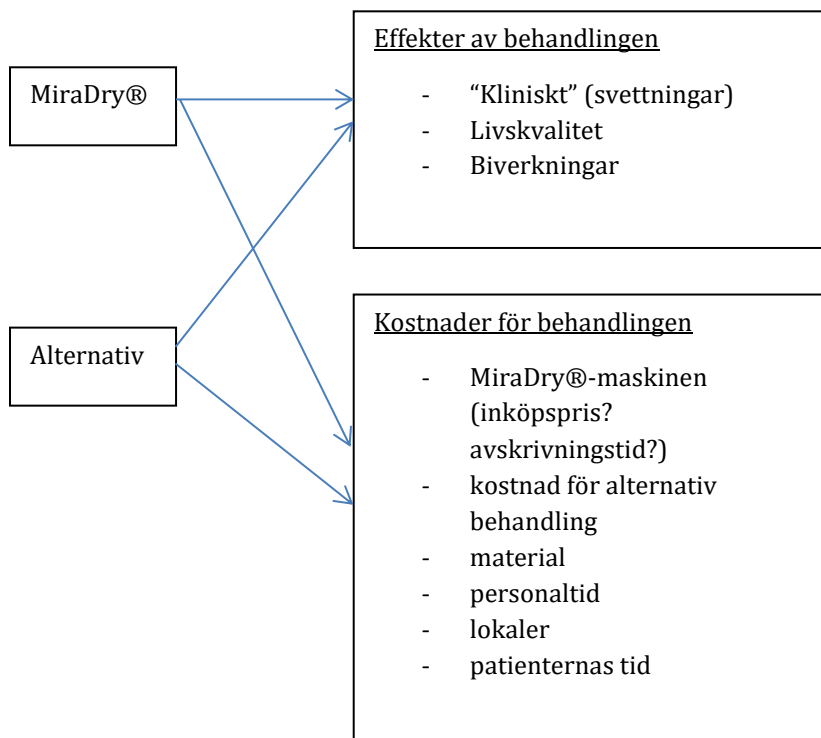 MiraDry®
Alternativ
Effekter av behandlingen
- “Kliniskt” (svettningar)
- Livskvalitet
- Biverkningar
Kostnader för behandlingen
- MiraDry®-maskinen
(inköpspris?
avskrivningstid?)
- kostnad för alternativ
behandling
- material
- personaltid
- lokaler
- patienternas tid